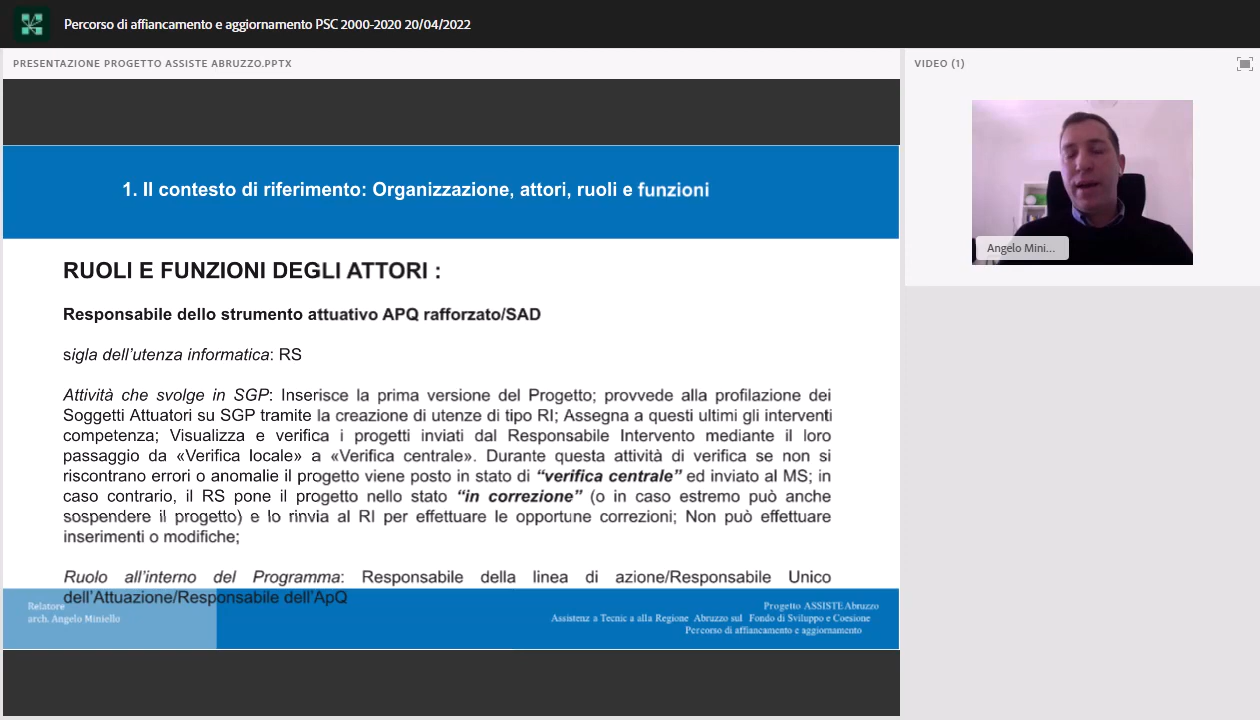 Percorso di affiancamento e aggiornamento PSC 2000-2020 20/04/2022
PRESENTAZIONE PROGETTO ASSISTE ABRUZZO.PPTX
VIDEO (1)
1. Il contesto di riferimento: Organizzazione, attori, ruoli e funzioni
RUOLI E FUNZIONI DEGLI ATTORI :
Responsabile dello strumento attuativo APQ rafforzato/SAD
sigla dell'utenza informatica: RS
Attività che svolge in SGP: Inserisce la prima versione del Progetto; provvede alla profilazione dei
Soggetti Attuatori su SGP tramite la creazione di utenze di tipo RI; Assegna a questi ultimi gli interventi
competenza; Visualizza e verifica i progetti inviati dal Responsabile Intervento mediante il loro
passaggio da «Verifica locale» a «Verifica centrale». Durante questa attività di verifica se non si
riscontrano errori o anomalie il progetto viene posto in stato di “verifica centrale” ed inviato al MS; in
caso contrario, il RS pone il progetto nello stato “in correzione” (o in caso estremo può anche
sospendere il progetto) e lo rinvia al RI per effettuare le opportune correzioni; Non può effettuare
inserimenti o modifiche;
Ruolo all'interno del Programma: Responsabile della linea di azione/Responsabile Unico
dell'Attuazione/Responsabile dell'ApQ
Relatore
arch. Angelo Miniello
Progetto ASSISTE Abruzzo
Assistenz a Tecnic a alla Regione Abruzzo sul Fondo di Sviluppo e Coesione
Percorso di affiancamento e aggiornamento
Angelo Mini...